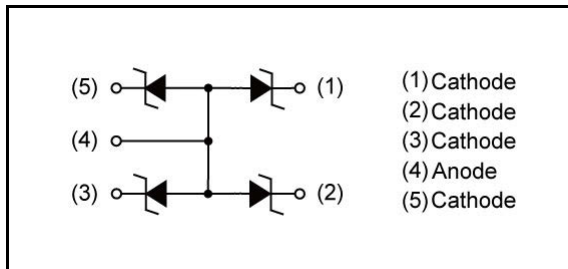 (5) (1)
(4)
(3) (2)
(1) Cathode
(2) Cathode
(3) Cathode
(4) Anode
(5) Cathode